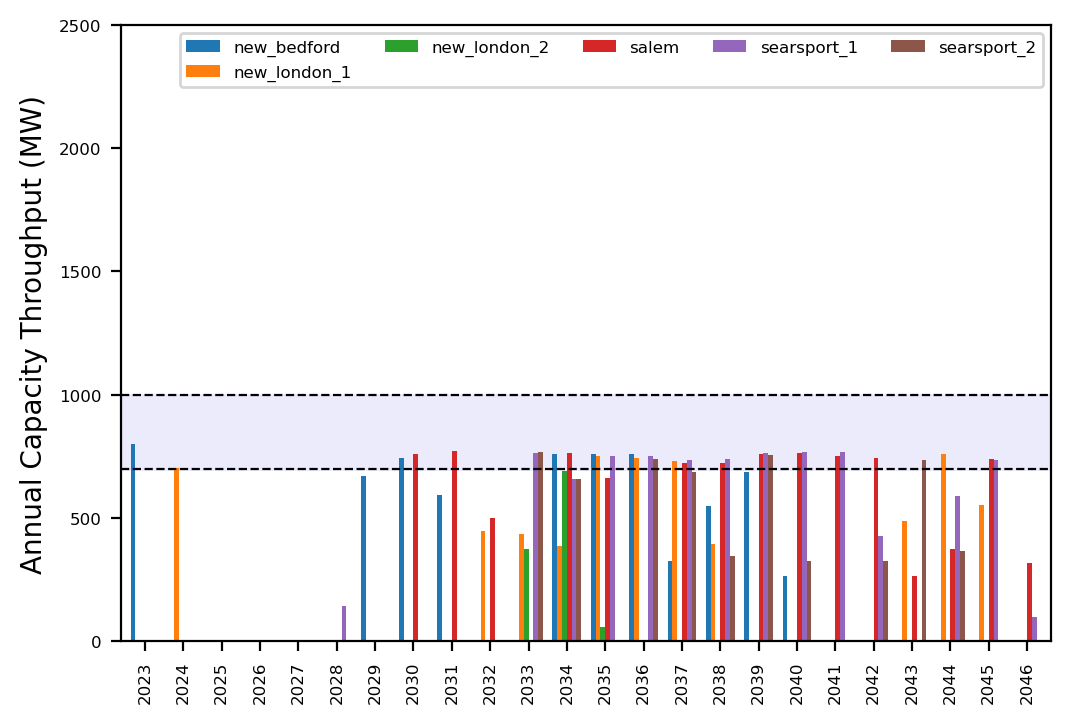 2500
2000
1500
1000
500
0
Annual Capacity Throughput (MW)
new_bedford new_london_2 salem searsport_1 searsport_2
new_london_1
2023 2024 2025 2026 2027 2028 2029 2030 2031 2032 2033 2034 2035 2036 2037 2038 2039 2040 2041 2042 2043 2044 2045 2046